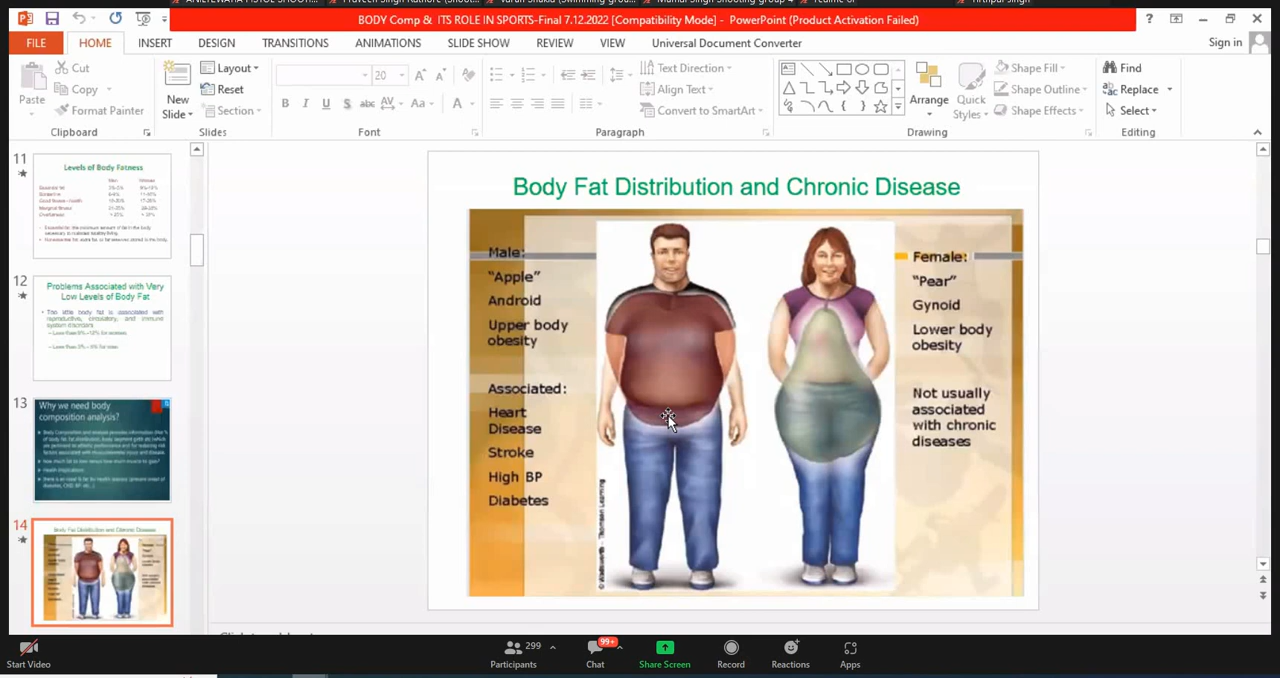 BODY Comp & ITS ROLE IN SPORTS-Final 7.12.2022 [Compatibility Mode] - PowerPoint (Product Activation Failed)
FILE HOME INSERT DESIGN TRANSITIONS ANIMATIONS SLIDE SHOW REVIEW VIEW Universal Document Converter Sign in
Paste
Cut
Copy
Format Painter
Clipboard
New Slide
Layout
Reset
Section
Slides
20
Font
Text Direction
Align Text
Convert to SmartArt
Paragraph
Arrange
Quick Styles
Shape Fill
Shape Outline
Shape Effects
Drawing
Find
Replace
Select
Editing
11
Levels of Body Fatness
12
Problems Associated with Very
Low Levels of Body Fat
13
Why we need body
composition analysis?
14
Body Fat Distribution and Chronic Disease
Body Fat Distribution and Chronic Disease
Male:
"Apple"
Android
Upper body
obesity
Associated:
Heart
Disease
Stroke
High BP
Diabetes
Female:
"Pear"
Gynoid
Lower body
obesity
Not usually
associated
with chronic
diseases
© Wadsworth - Thomson Learning
Start Video
299
Participants
99+
Chat
Share Screen
Record
Reactions
Apps